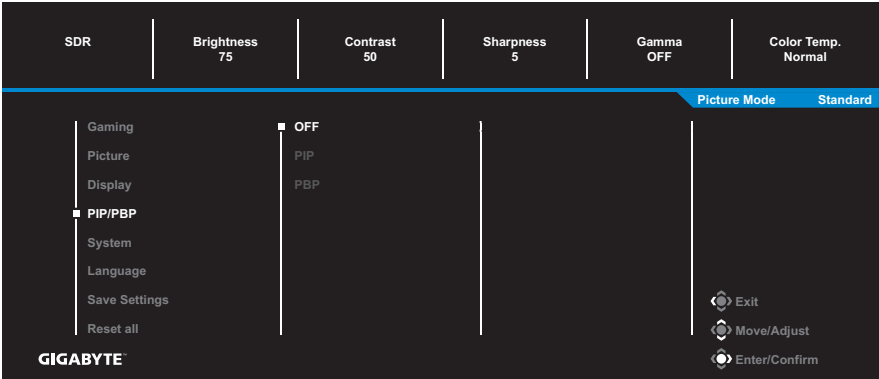 SDR
Brightness
75
Contrast
50
Sharpness
5
Gamma
OFF
Color Temp.
Normal
Picture Mode Standard
Gaming
Picture
Display
PIP/PBP
System
Language
Save Settings
Reset all
OFF
PIP
PBP
Exit
Move/Adjust
Enter/Confirm
GIGABYTE™